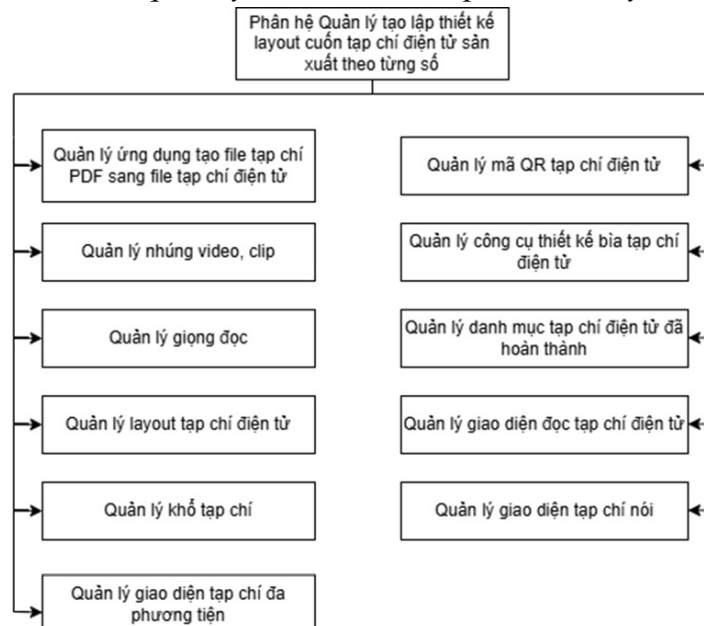 Phân hệ Quản lý tạo lập thiết kế
layout cuốn tạp chí điện tử sản
xuất theo từng số
Quản lý ứng dụng tạo file tạp chí
PDF sang file tạp chí điện tử
Quản lý nhúng video, clip
Quản lý giọng đọc
Quản lý layout tạp chí điện tử
Quản lý khổ tạp chí
Quản lý giao diện tạp chí đa
phương tiện
Quản lý mã QR tạp chí điện tử
Quản lý công cụ thiết kế bìa tạp chí
điện tử
Quản lý danh mục tạp chí điện tử đã
hoàn thành
Quản lý giao diện đọc tạp chí điện tử
Quản lý giao diện tạp chí nói